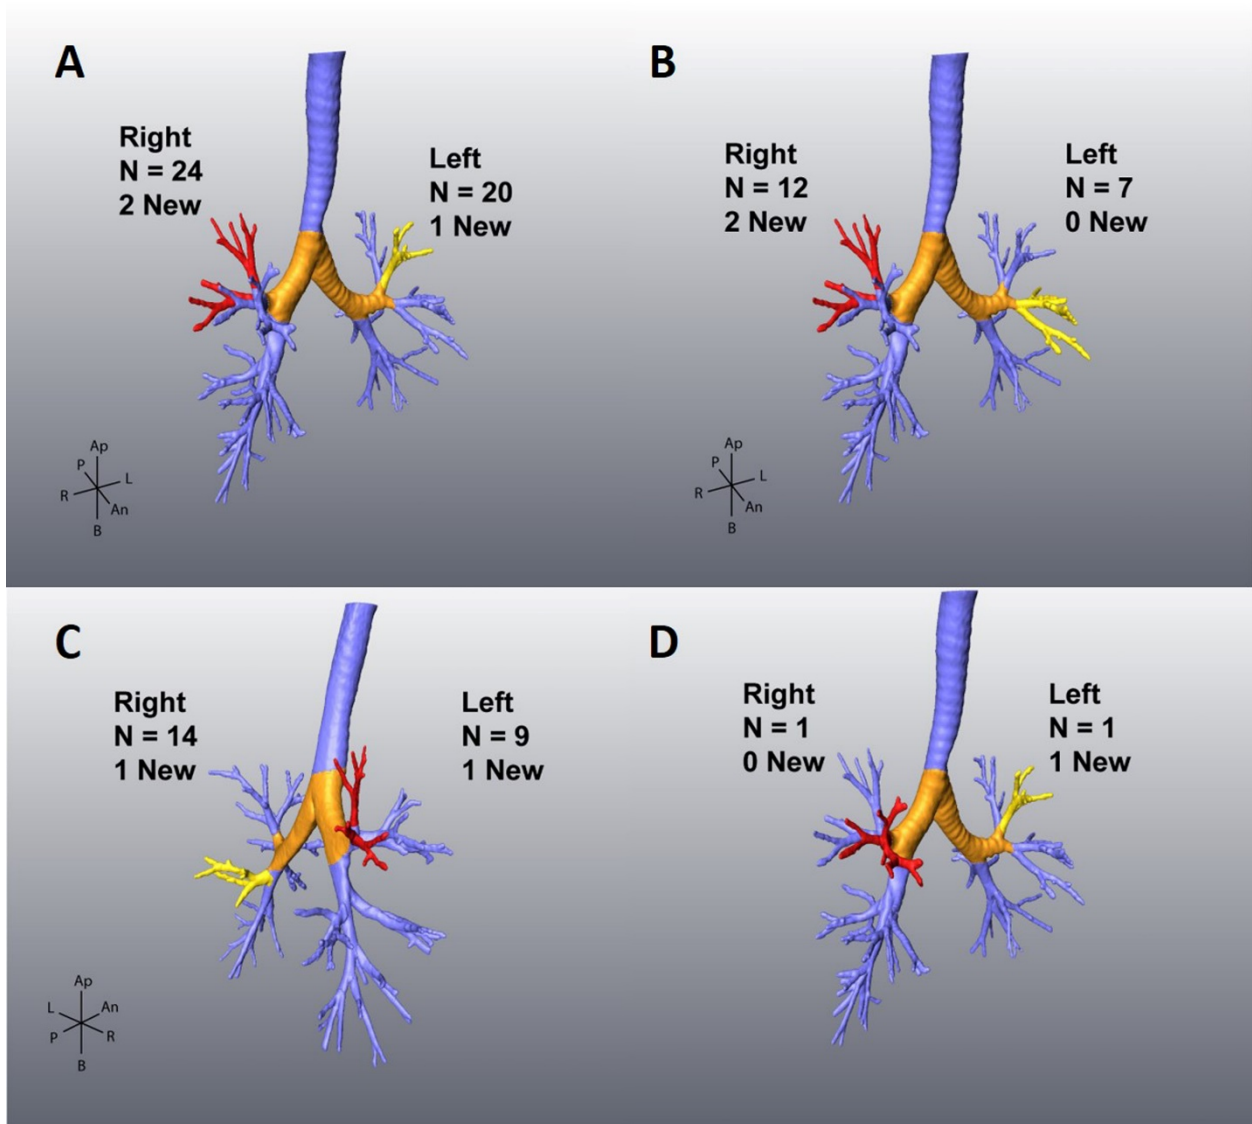 A
Right
N = 24
2 New
Left
N = 20
1 New
Ap
P
L
R
An
B
B
Right
N = 12
2 New
Left
N = 7
0 New
Ap
P
L
R
An
B
C
Right
N = 14
1 New
Left
N = 9
1 New
Ap
L
An
P
R
B
D
Right
N = 1
0 New
Left
N = 1
1 New